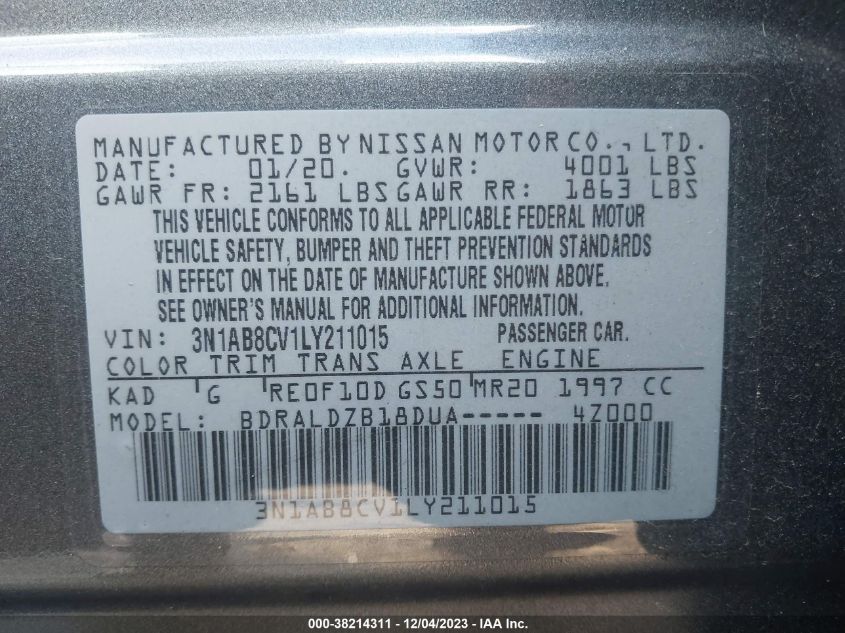 MANUFACTURED BY NISSAN MOTOR CO., LTD.
DATE: 01/20. GVWR: 4001 LBS
GAWR FR: 2161 LBS GAWR RR: 1863 LBS
THIS VEHICLE CONFORMS TO ALL APPLICABLE FEDERAL MOTOR
VEHICLE SAFETY, BUMPER AND THEFT PREVENTION STANDARDS
IN EFFECT ON THE DATE OF MANUFACTURE SHOWN ABOVE.
SEE OWNER'S MANUAL FOR ADDITIONAL INFORMATION.
VIN: 3N1AB8CV1LY211015 PASSENGER CAR.
COLOR TRIM TRANS AXLE ENGINE
KAD G RE0F10D GS50 MR20 1997 CC
MODEL: BDRALDZB18DUA----- 4Z000
3N1AB8CV1LY211015
000-38214311 - 12/04/2023 - IAA Inc.